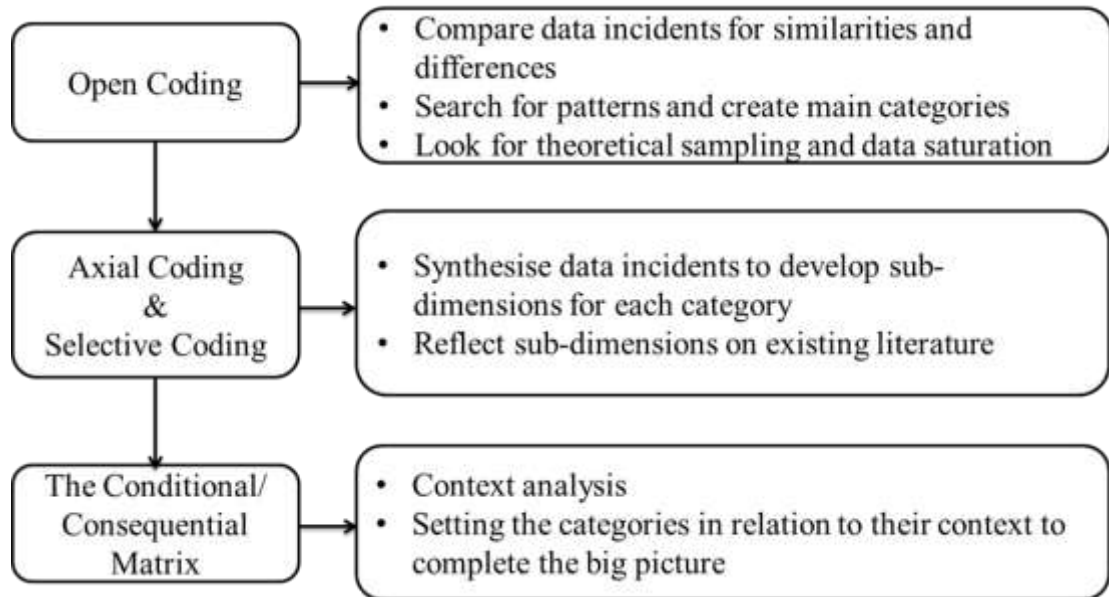 Open Coding
• Compare data incidents for similarities and
differences
• Search for patterns and create main categories
• Look for theoretical sampling and data saturation
Axial Coding
&
Selective Coding
• Synthesise data incidents to develop sub-
dimensions for each category
• Reflect sub-dimensions on existing literature
The Conditional/
Consequential
Matrix
• Context analysis
• Setting the categories in relation to their context to
complete the big picture